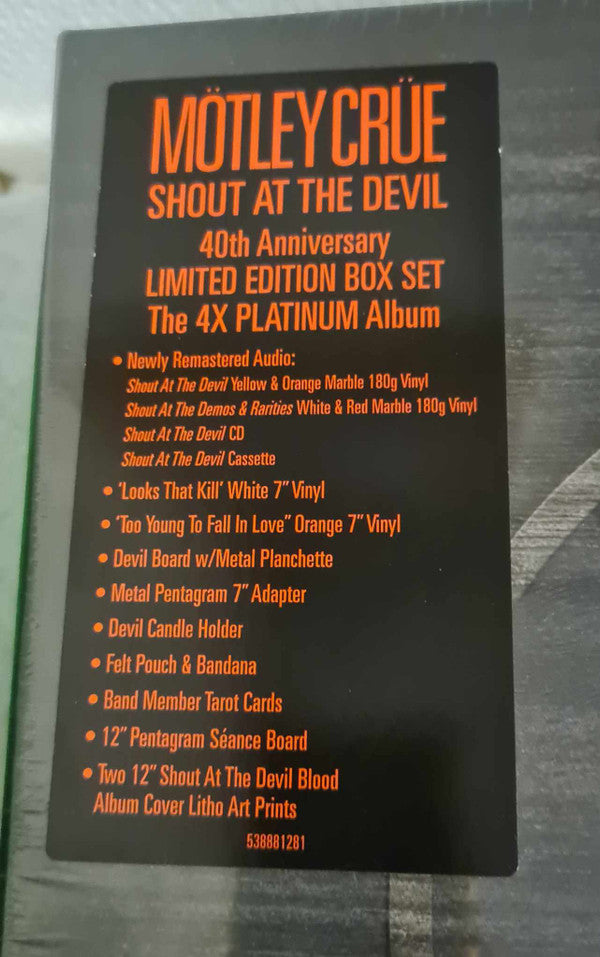 MÖTLEY CRÜE
SHOUT AT THE DEVIL
40th Anniversary
LIMITED EDITION BOX SET
The 4X PLATINUM Album
• Newly Remastered Audio:
Shout At The Devil Yellow & Orange Marble 180g Vinyl
Shout At The Demos & Rarities White & Red Marble 180g Vinyl
Shout At The Devil CD
Shout At The Devil Cassette
• ‘Looks That Kill’ White 7” Vinyl
• ‘Too Young To Fall In Love” Orange 7” Vinyl
• Devil Board w/Metal Planchette
• Metal Pentagram 7” Adapter
• Devil Candle Holder
• Felt Pouch & Bandana
• Band Member Tarot Cards
• 12” Pentagram Séance Board
• Two 12” Shout At The Devil Blood
Album Cover Litho Art Prints
538881281